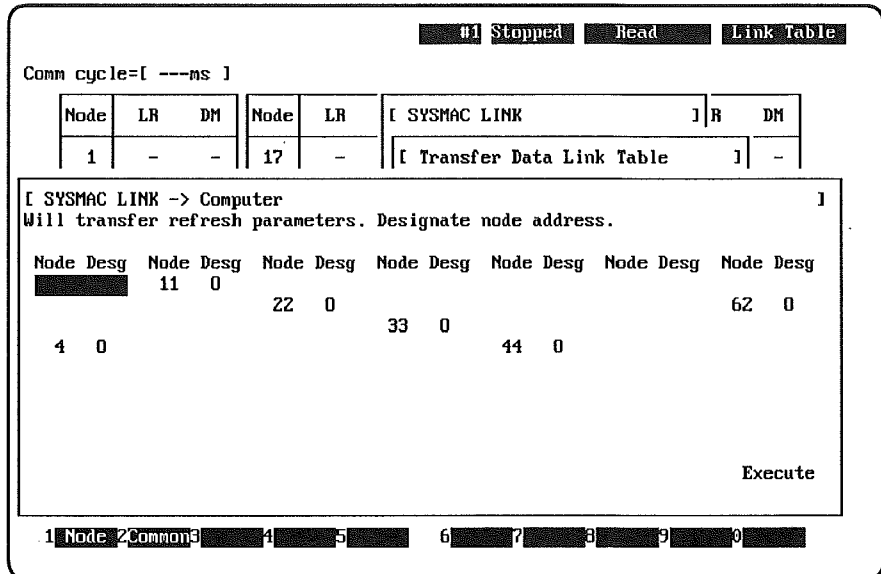 #1 Stopped Read Link Table
Comm cycle=[ ---ms ]
Node LR DM Node LR [ SYSMAC LINK ] R DM
1 - - 17 - [ Transfer Data Link Table ] -
[ SYSMAC LINK -> Computer ]
Will transfer refresh parameters. Designate node address.
Node Desg Node Desg Node Desg Node Desg Node Desg Node Desg Node Desg
11 0
22 0 62 0
33 0
4 0 44 0
Execute
1 Node 2Common3 4 5 6 7 8 9 0